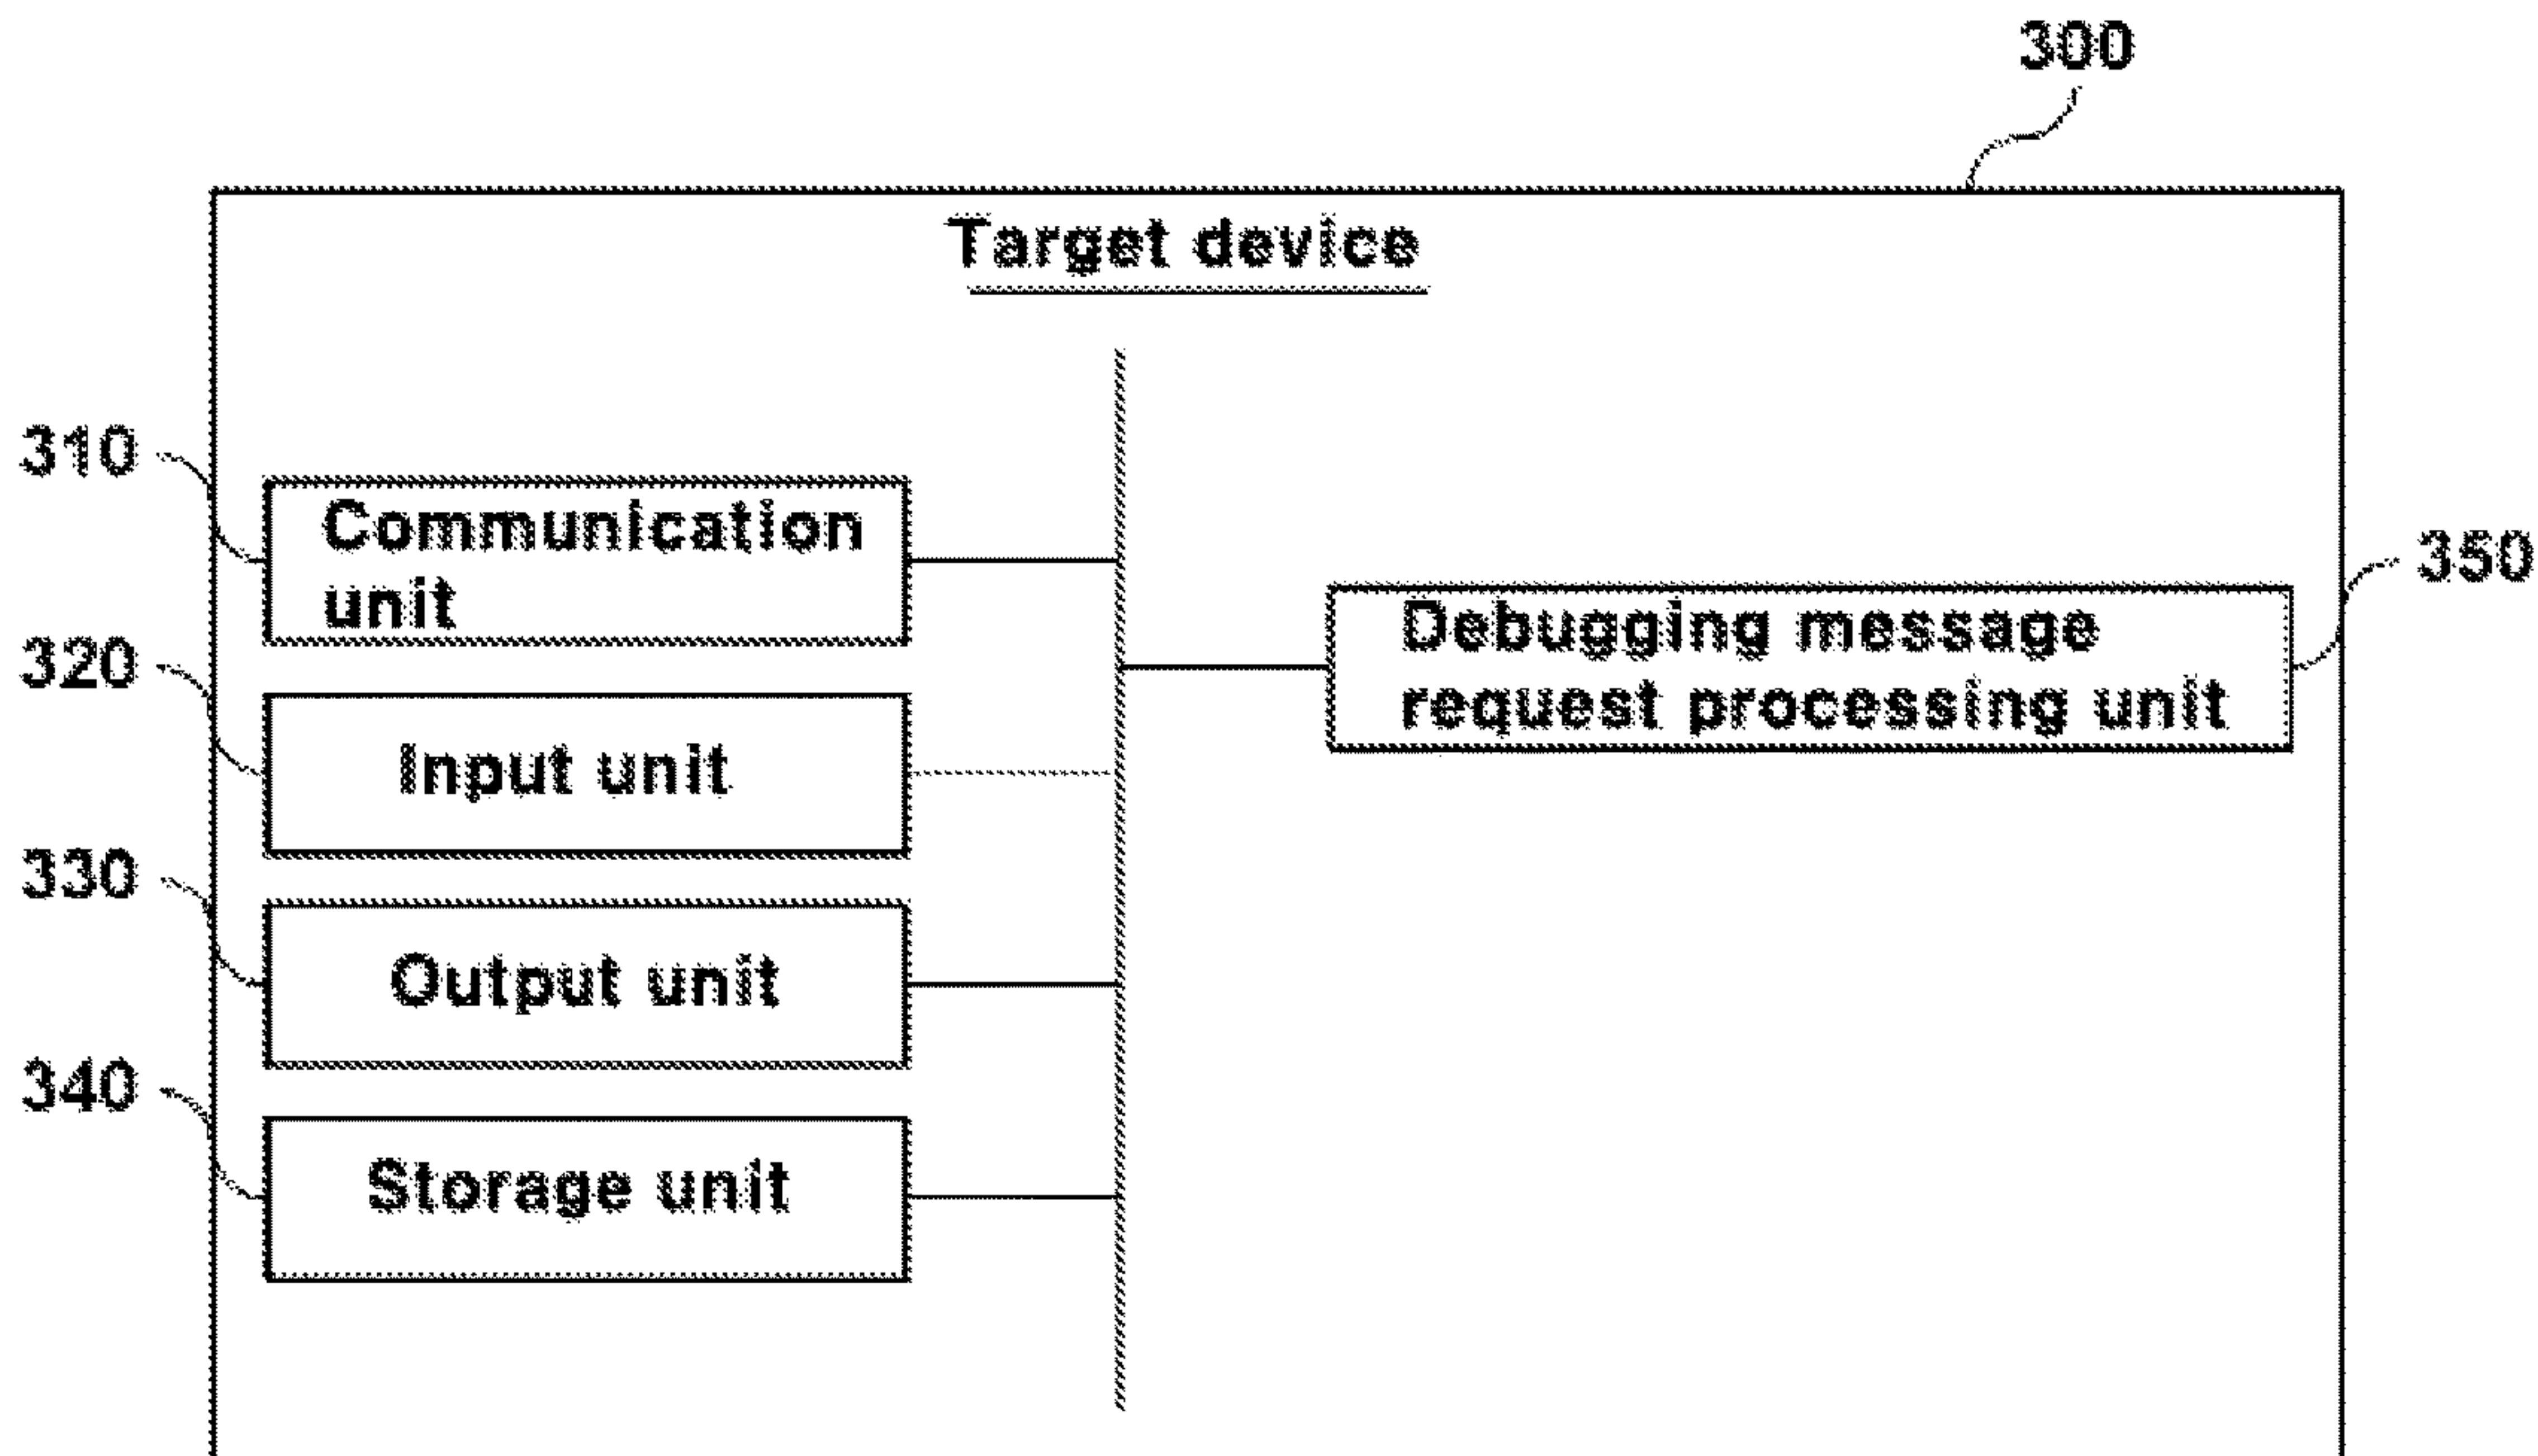 300
Target device
310
Communication
unit
350
Debugging message
request processing unit
320
Input unit
330
Output unit
340
Storage unit